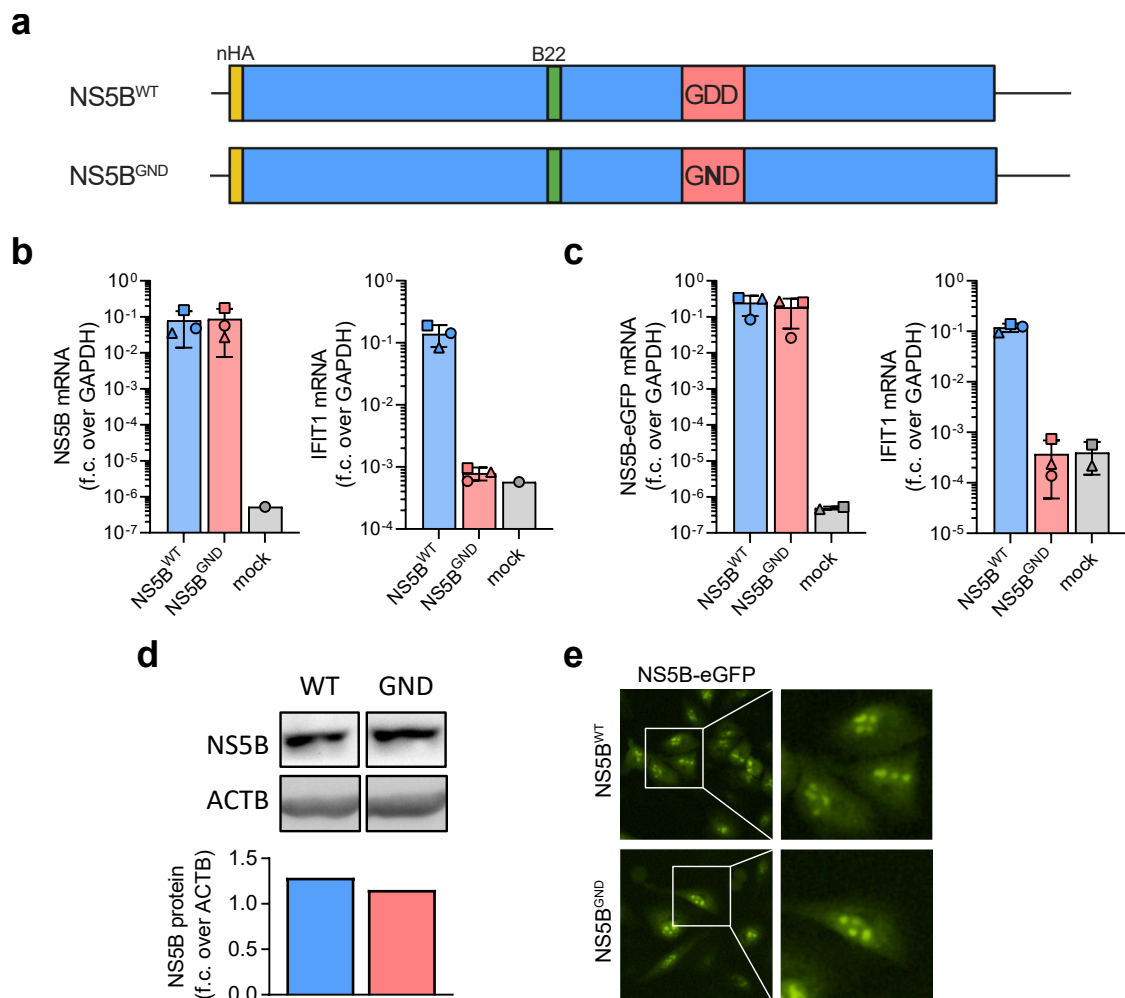 a
nHA
B22
NS5BWT
GDD
NS5BGND
GND
b
NS5B mRNA
(f.c. over GAPDH)
10^0
10^-1
10^-2
10^-3
10^-4
10^-5
10^-6
10^-7
NS5BWT
NS5BGND
mock
IFIT1 mRNA
(f.c. over GAPDH)
10^0
10^-1
10^-2
10^-3
10^-4
NS5BWT
NS5BGND
mock
c
NS5B-eGFP mRNA
(f.c. over GAPDH)
10^0
10^-1
10^-2
10^-3
10^-4
10^-5
10^-6
10^-7
NS5BWT
NS5BGND
mock
IFIT1 mRNA
(f.c. over GAPDH)
10^0
10^-1
10^-2
10^-3
10^-4
10^-5
NS5BWT
NS5BGND
mock
d
WT GND
NS5B
ACTB
NS5B protein
(f.c. over ACTB)
1.5
1.0
0.5
0.0
e
NS5B-eGFP
NS5BWT
NS5BGND